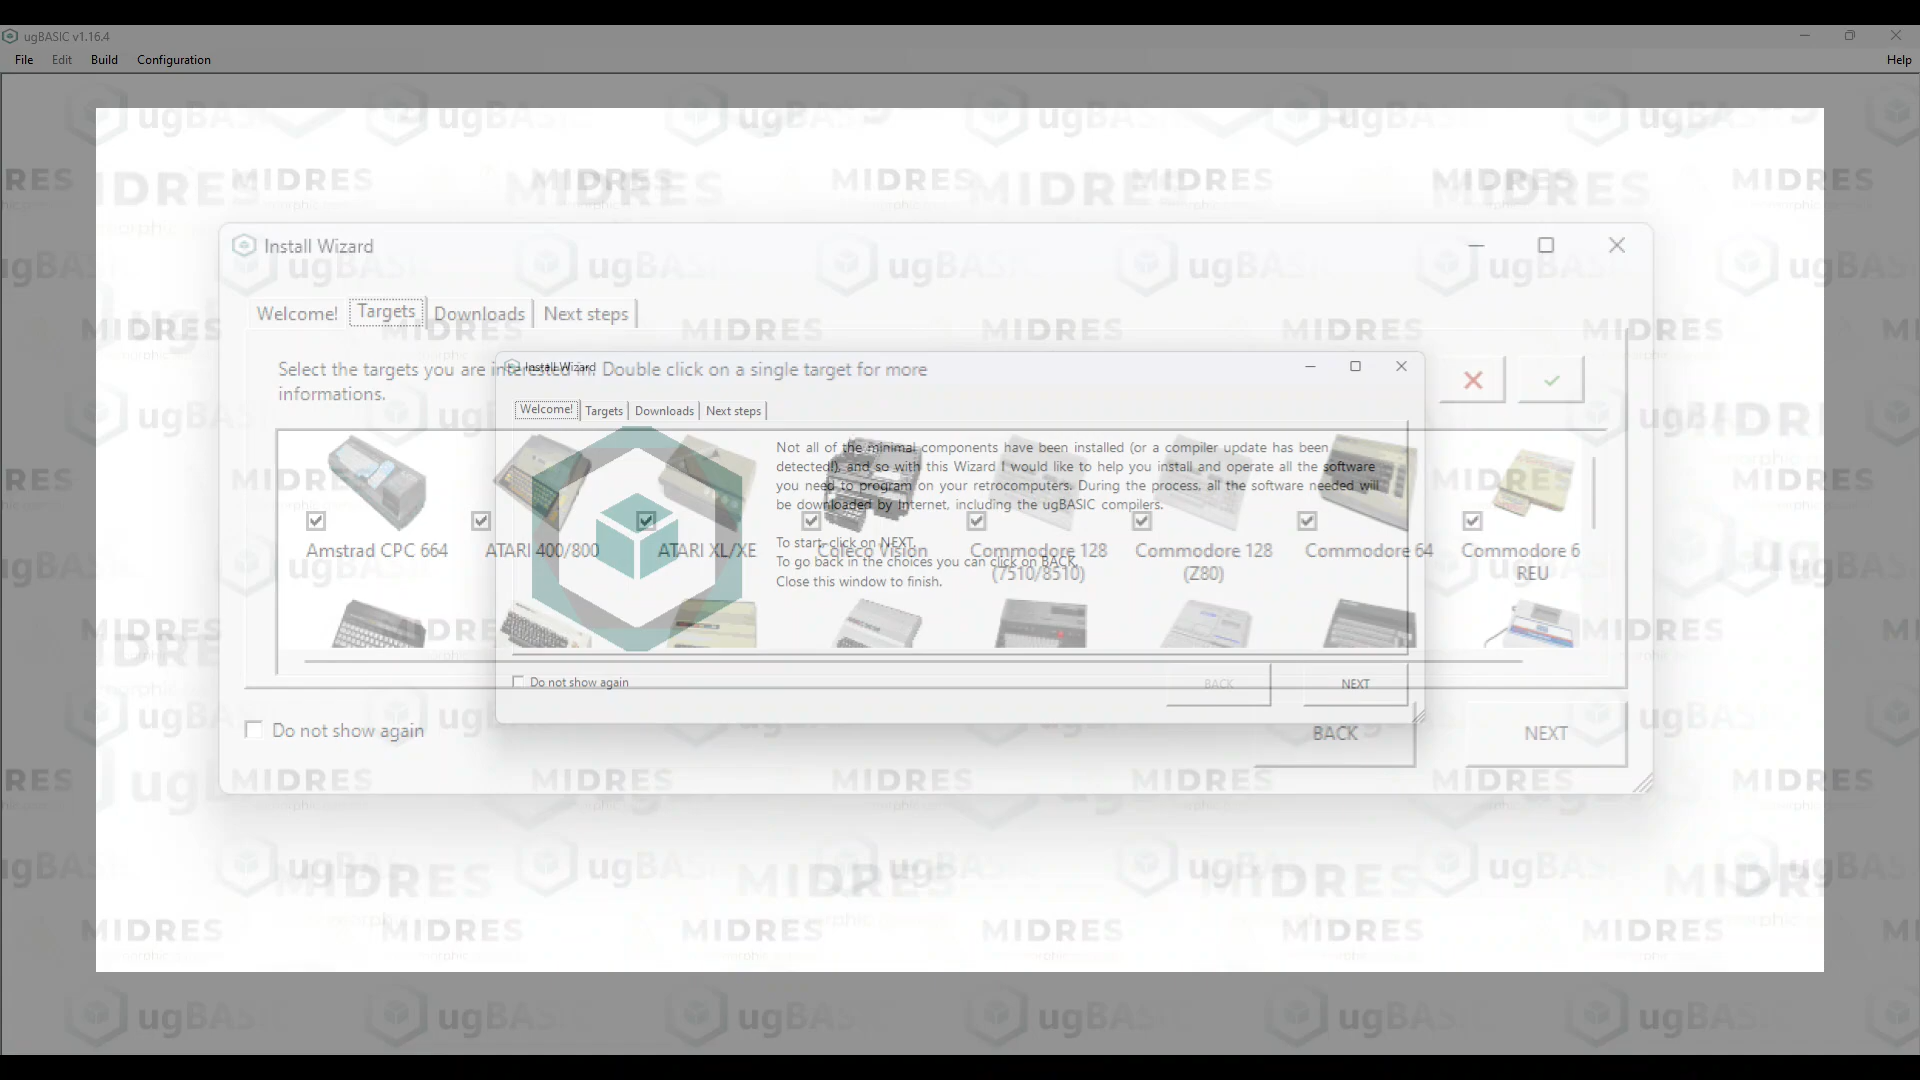 ugBASIC v1.16.4
File Edit Build Configuration Help
Install Wizard
Welcome! Targets Downloads Next steps
Select the targets you are interested in! Double click on a single target for more
informations.
Amstrad CPC 664
ATARI 400/800
ATARI XL/XE
Coleco Vision
Commodore 128
(7510/8510)
Commodore 128
(Z80)
Commodore 64
Commodore 6
REU
Do not show again
BACK
NEXT
Install Wizard
Welcome! Targets Downloads Next steps
Not all of the minimal components have been installed (or a compiler update has been
detected!), and so with this Wizard I would like to help you install and operate all the software
you need to program on your retrocomputers. During the process, all the software needed will
be downloaded by Internet, including the ugBASIC compilers.
To start, click on NEXT.
To go back in the choices you can click on BACK.
Close this window to finish.
Do not show again
BACK
NEXT
ugBASIC
MIDRES